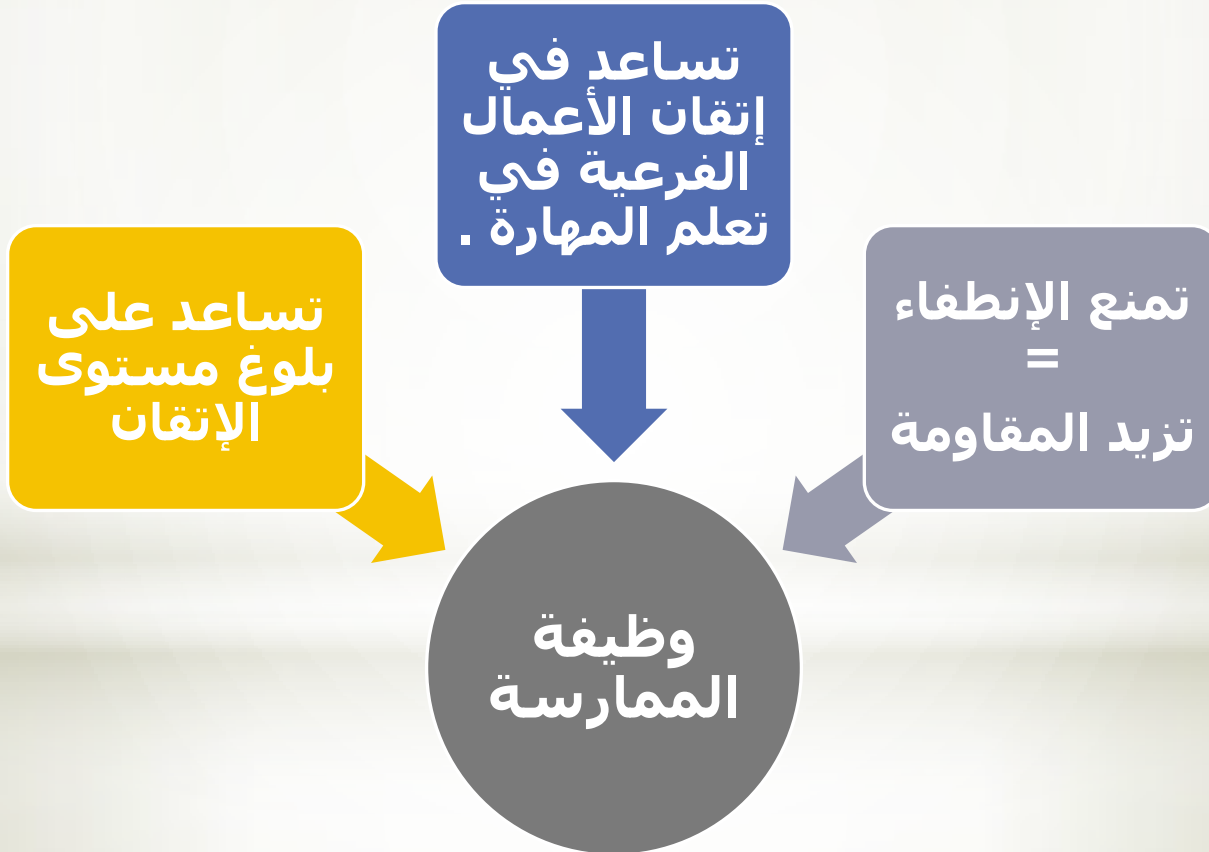 تساعد في
إتقان الأعمال
الفرعية في
تعلم المهارة .
تمنع الإنطفاء
=
تزيد المقاومة
تساعد على
بلوغ مستوى
الإتقان
وظيفة
الممارسة